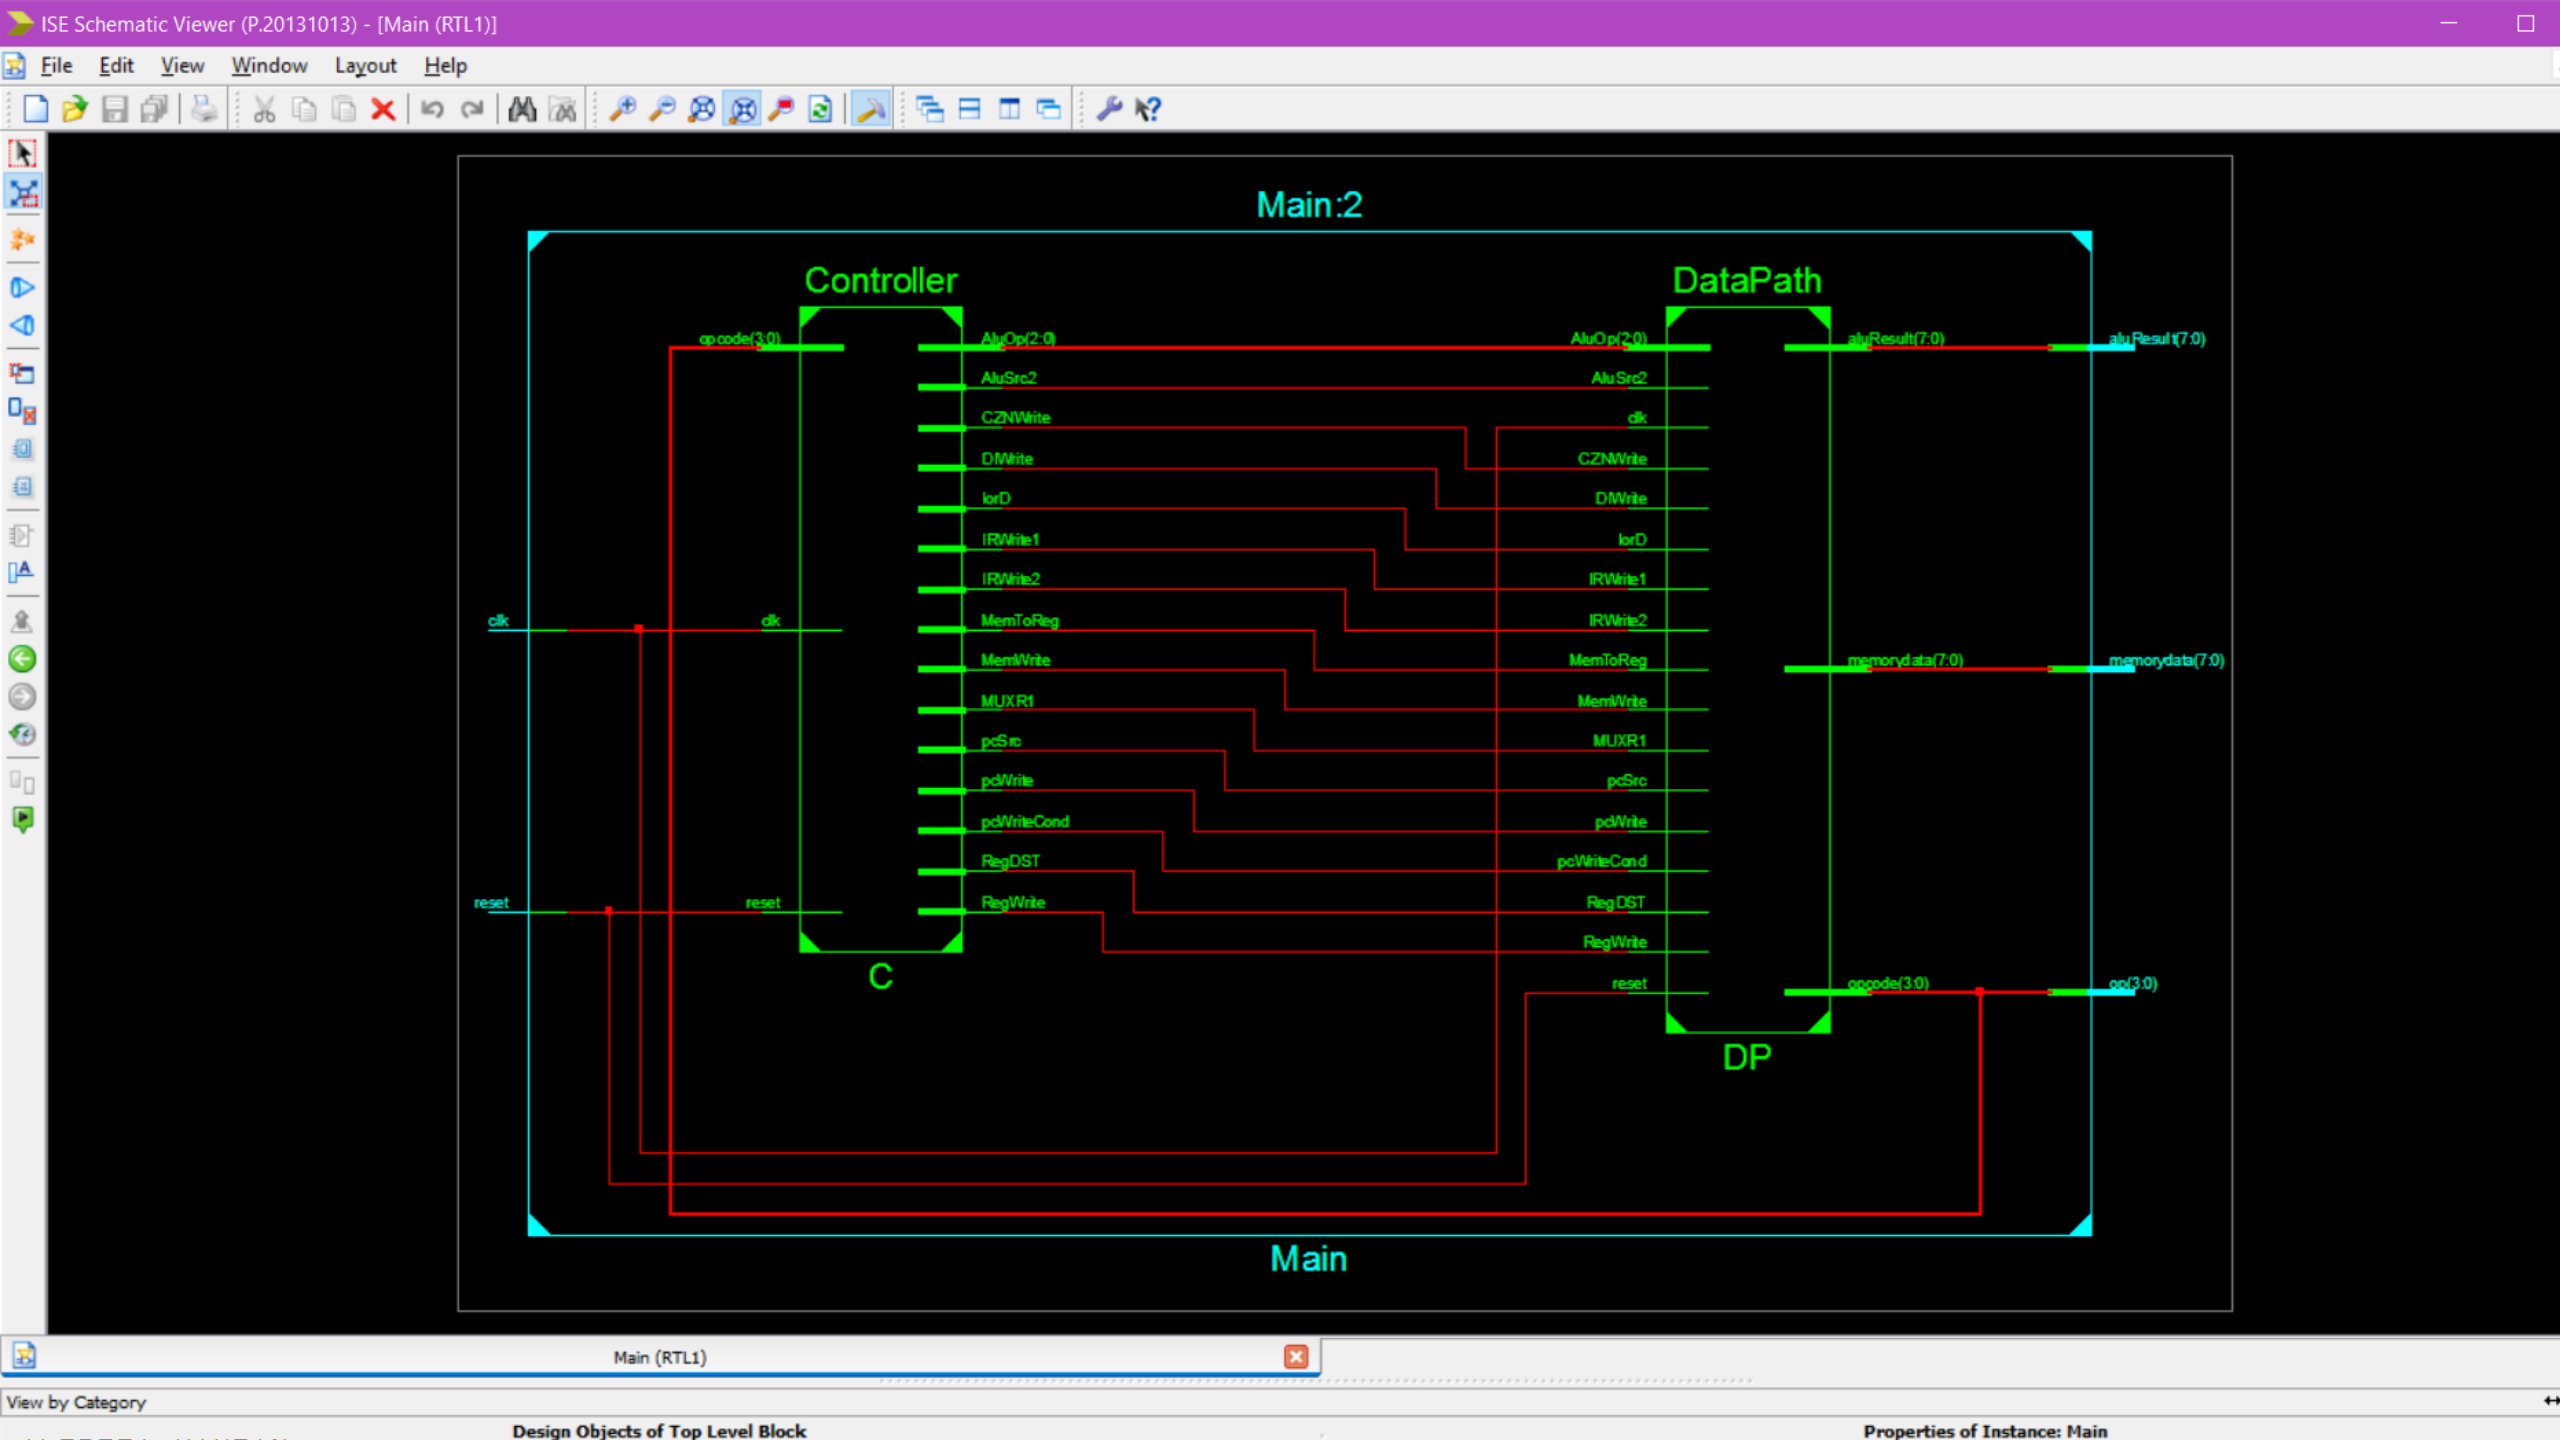 ISE Schematic Viewer (P.20131013) - [Main (RTL1)]
File Edit View Window Layout Help
Main:2
Controller
DataPath
opcode(3:0)
clk
clk
reset
reset
AluOp(2:0)
AluSrc2
CZNWrite
DIWrite
IorD
IRWrite1
IRWrite2
MemToReg
MemWrite
MUXR1
pcSrc
pcWrite
pcWriteCond
RegDST
RegWrite
C
AluOp(2:0)
AluSrc2
clk
CZNWrite
DIWrite
IorD
IRWrite1
IRWrite2
MemToReg
MemWrite
MUXR1
pcSrc
pcWrite
pcWriteCond
RegDST
RegWrite
reset
DP
aluResult(7:0)
aluResult(7:0)
memorydata(7:0)
memorydata(7:0)
opcode(3:0)
op(3:0)
Main
Main (RTL1)
View by Category
Design Objects of Top Level Block
Properties of Instance: Main